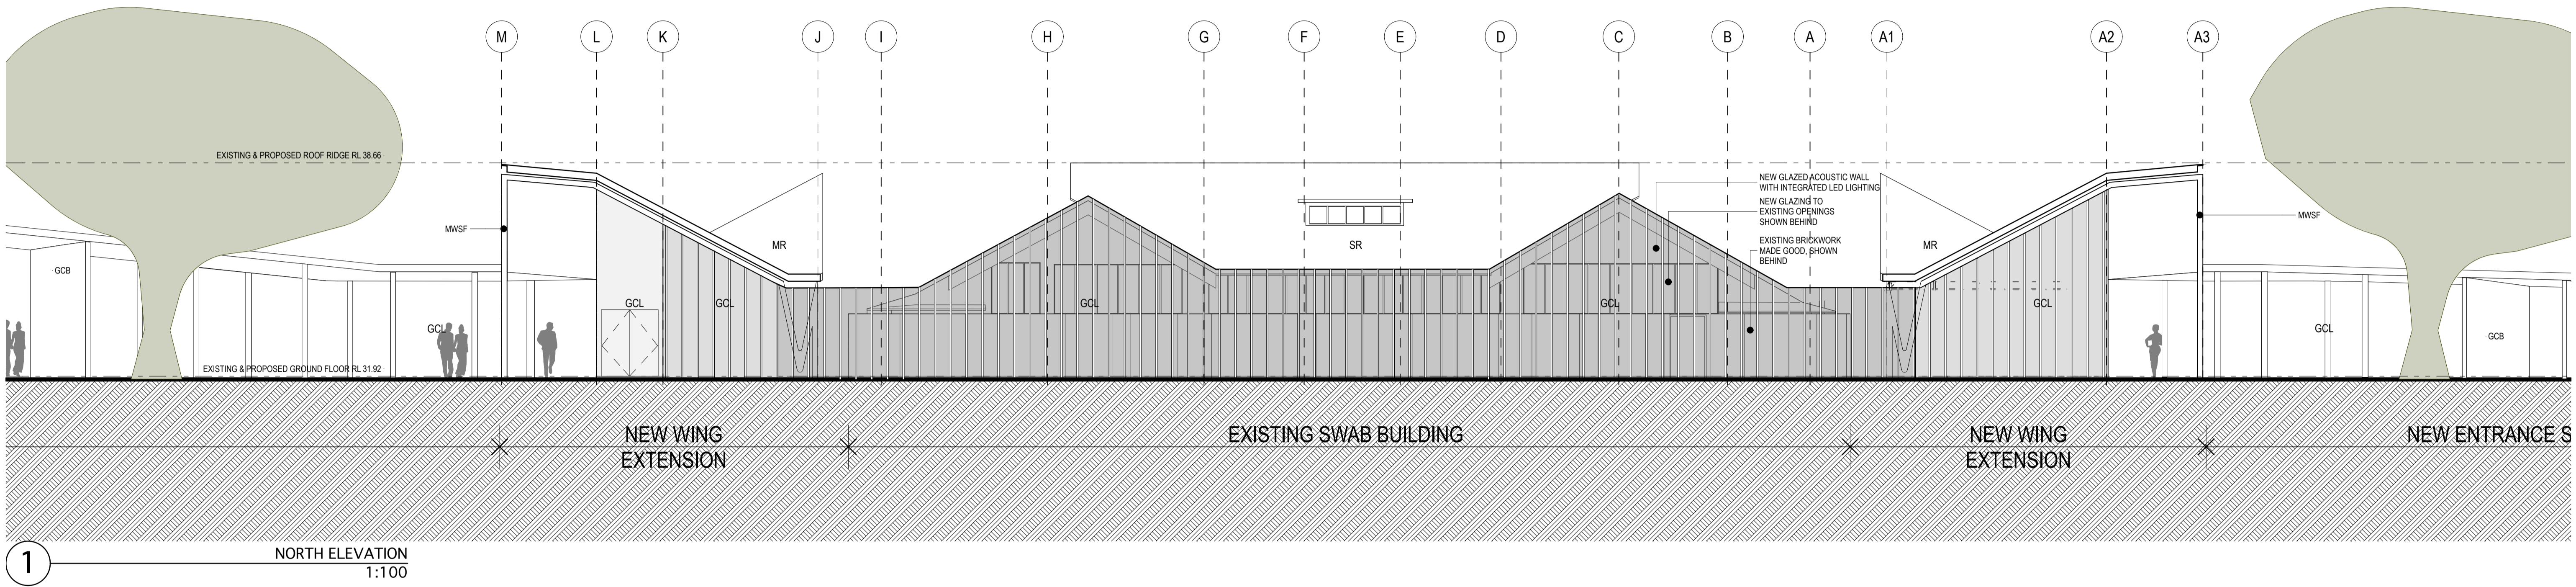 M L K J I H G F E D C B A A1 A2 A3
EXISTING & PROPOSED ROOF RIDGE RL 38.66
NEW GLAZED ACOUSTIC WALL
WITH INTEGRATED LED LIGHTING
NEW GLAZING TO
EXISTING OPENINGS
SHOWN BEHIND
EXISTING BRICKWORK
MADE GOOD, SHOWN
BEHIND
MWSF
MWSF
MR
SR
MR
GCB
GCL
GCL
GCL
GCL
GCL
GCL
GCL
GCB
EXISTING & PROPOSED GROUND FLOOR RL 31.92
NEW WING
EXTENSION
EXISTING SWAB BUILDING
NEW WING
EXTENSION
NEW ENTRANCE S
1
NORTH ELEVATION
1:100